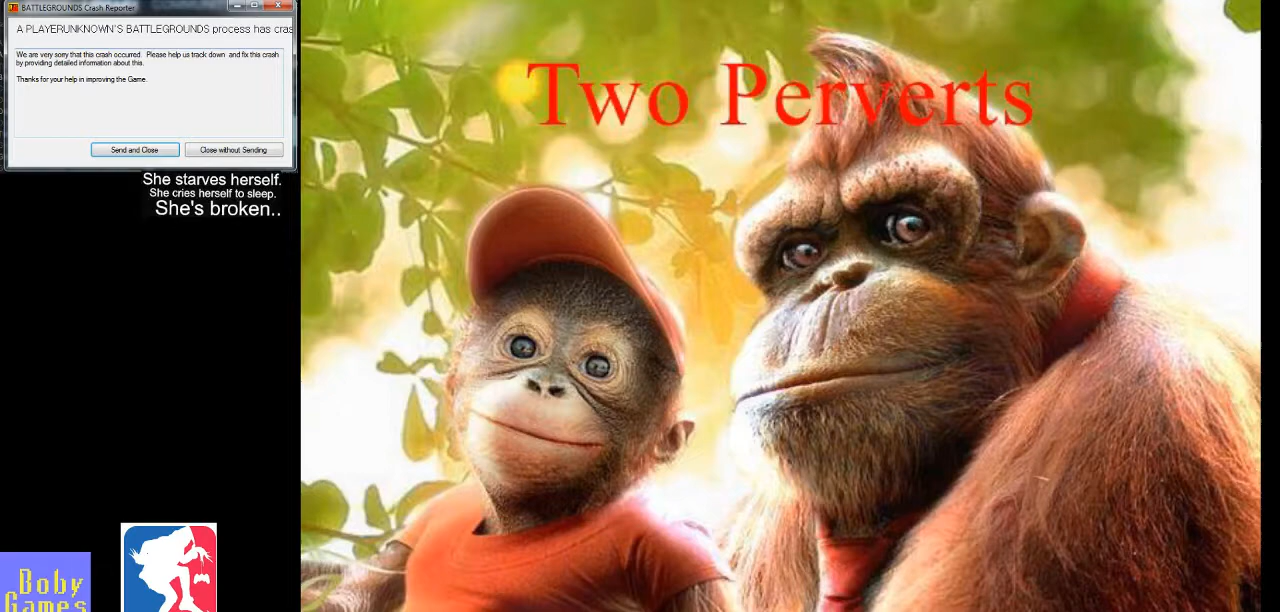 BATTLEGROUNDS Crash Reporter
A PLAYERUNKNOWN'S BATTLEGROUNDS process has cras
We are very sorry that this crash occurred. Please help us track down and fix this crash
by providing detailed information about this.
Thanks for your help in improving the Game.
Send and Close
Close without Sending
She starves herself.
She cries herself to sleep.
She's broken..
Two Perverts
Boby
Games